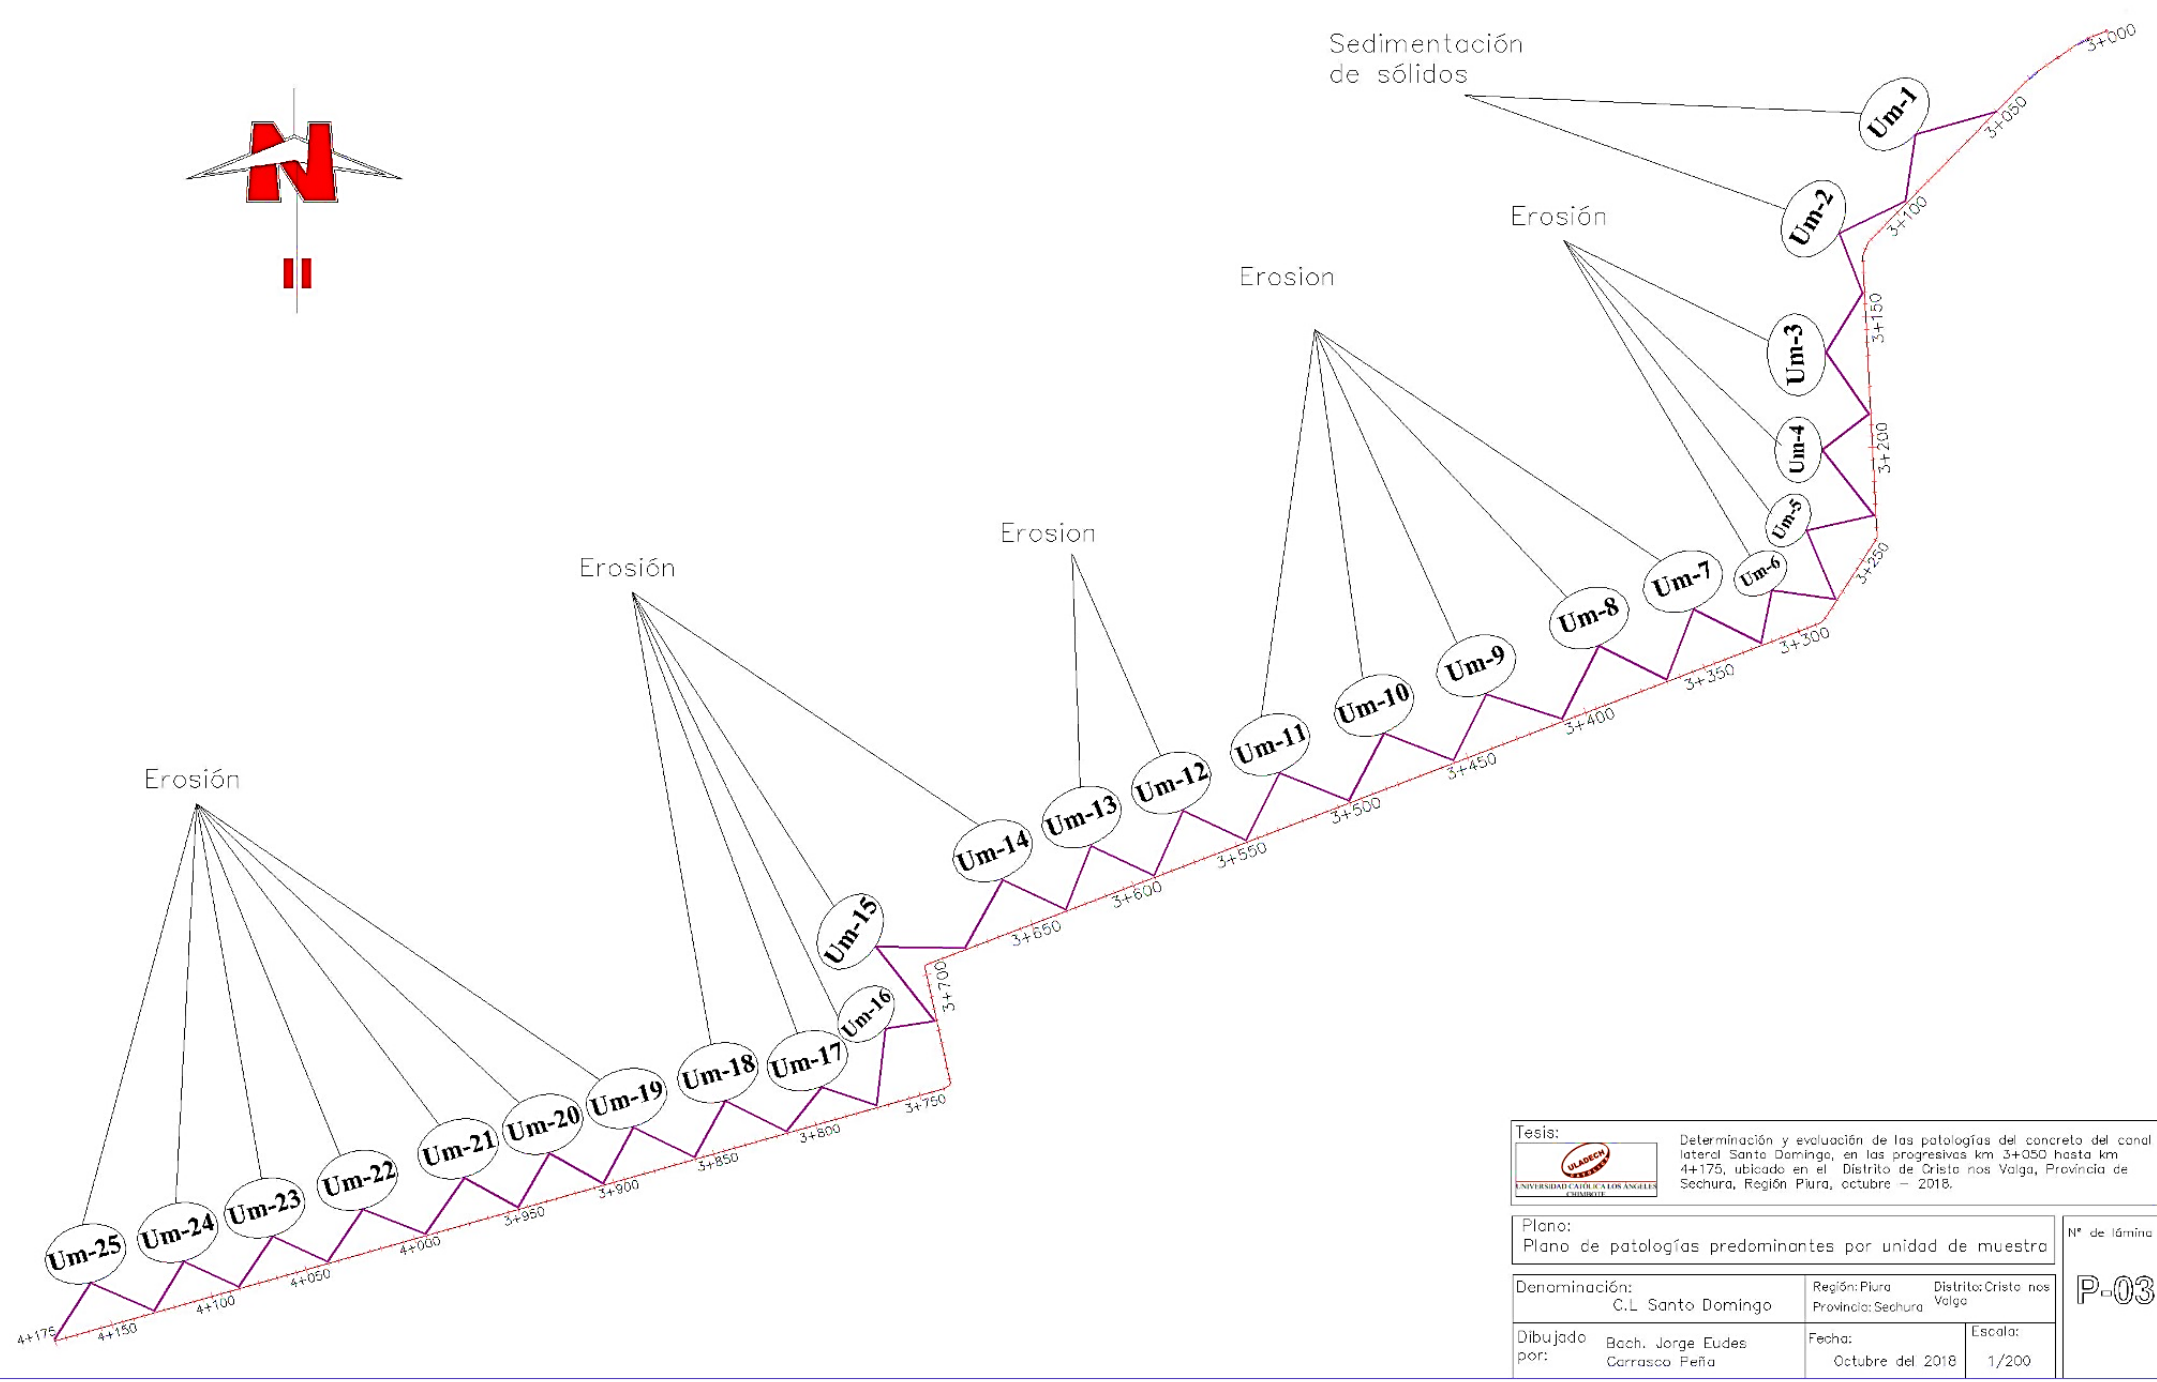 Sedimentación
de sólidos
3+000
Um-1
3+050
Um-2
3+100
Erosión
Erosion
3+150
Um-3
Um-4
3+200
Um-5
3+250
Um-6
Um-7
3+300
Um-8
3+350
Um-9
3+400
Um-10
3+450
Um-11
3+500
Erosion
Um-12
3+550
Um-13
3+600
Erosión
Um-14
3+650
Um-15
3+700
Um-16
Um-17
3+750
Um-18
3+800
Um-19
3+850
Um-20
3+900
Erosión
Um-21
3+950
Um-22
4+000
Um-23
4+050
Um-24
4+100
Um-25
4+150
4+175
N
Tesis:
ULADECH
UNIVERSIDAD CATÓLICA LOS ÁNGELES
CHIMBOTE
Determinación y evaluación de las patologías del concreto del canal
lateral Santo Domingo, en las progresivas km 3+050 hasta km
4+175, ubicado en el Distrito de Cristo nos Valga, Provincia de
Sechura, Región Piura, octubre – 2018.
Plano:
Plano de patologías predominantes por unidad de muestra
N° de lámina
P-03
Denominación:
C.L Santo Domingo
Región: Piura
Distrito: Cristo nos
Valga
Provincia: Sechura
Dibujado
por:
Bach. Jorge Eudes
Carrasco Peña
Fecha:
Octubre del 2018
Escala:
1/200